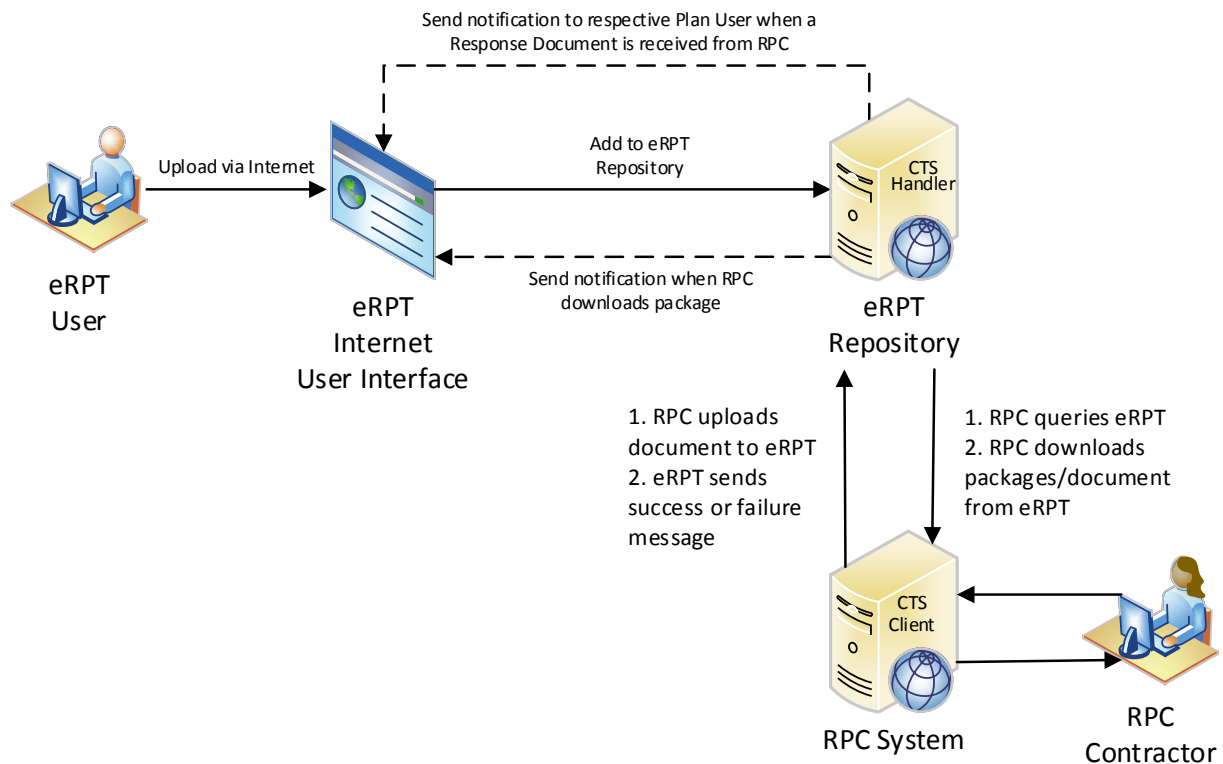 Send notification to respective Plan User when a
Response Document is received from RPC
Upload via Internet
Add to eRPT
Repository
CTS
Handler
Send notification when RPC
downloads package
eRPT
User
eRPT
Internet
User Interface
eRPT
Repository
1. RPC uploads
document to eRPT
2. eRPT sends
success or failure
message
1. RPC queries eRPT
2. RPC downloads
packages/document
from eRPT
CTS
Client
RPC System
RPC
Contractor